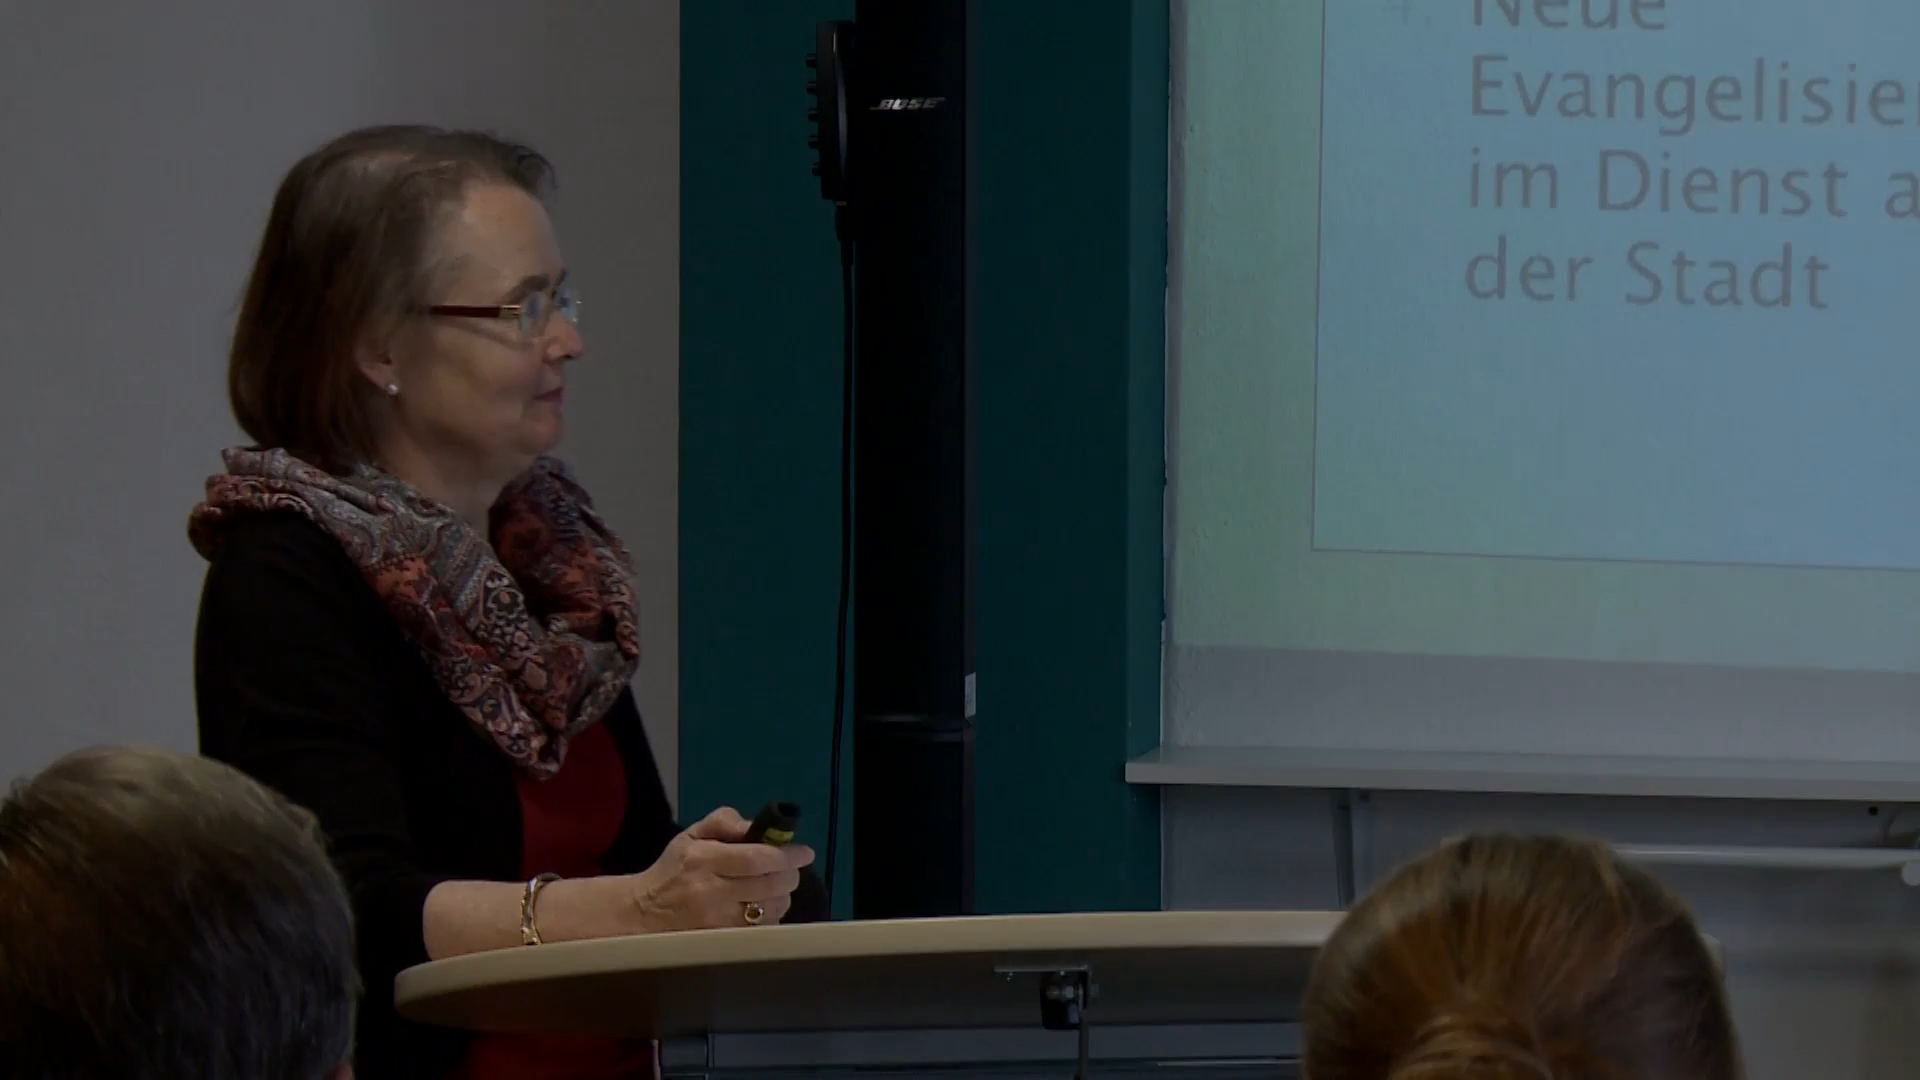 BOSE
Neue
Evangelisier
im Dienst a
der Stadt